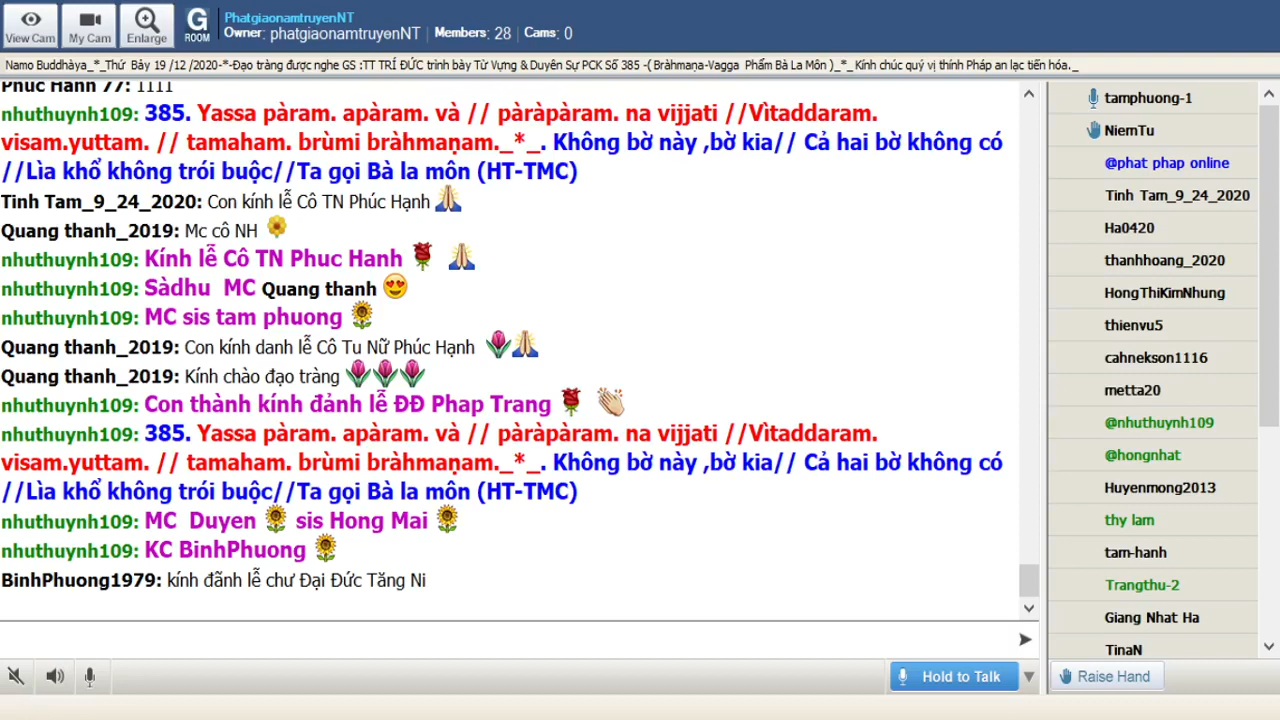 View Cam
My Cam
Enlarge
G
ROOM
PhatgiaonamtruyenNT
Owner: phatgiaonamtruyenNT | Members: 28 | Cams: 0
Namo Buddhàya_*_Thứ Bảy 19 /12 /2020-*-Đạo tràng được nghe GS :TT TRÍ ĐỨC trình bày Từ Vựng & Duyên Sự PCK Số 385 -( Bràhmaṇa-Vagga Phẩm Bà La Môn )_*_Kính chúc quý vị thính Pháp an lạc tiến hóa._
Phuc Hanh 77: 1111
nhuthuynh109: 385. Yassa pàram. apàram. và // pàràpàram. na vijjati //Vìtaddaram.
visam.yuttam. // tamaham. brùmi bràhmaṇam._*_. Không bờ này ,bờ kia// Cả hai bờ không có
//Lìa khổ không trói buộc//Ta gọi Bà la môn (HT-TMC)
Tinh Tam_9_24_2020: Con kính lễ Cô TN Phúc Hạnh
Quang thanh_2019: Mc cô NH
nhuthuynh109: Kính lễ Cô TN Phuc Hanh
nhuthuynh109: Sàdhu MC Quang thanh
nhuthuynh109: MC sis tam phuong
Quang thanh_2019: Con kính danh lễ Cô Tu Nữ Phúc Hạnh
Quang thanh_2019: Kính chào đạo tràng
nhuthuynh109: Con thành kính đảnh lễ ĐĐ Phap Trang
nhuthuynh109: 385. Yassa pàram. apàram. và // pàràpàram. na vijjati //Vìtaddaram.
visam.yuttam. // tamaham. brùmi bràhmaṇam._*_. Không bờ này ,bờ kia// Cả hai bờ không có
//Lìa khổ không trói buộc//Ta gọi Bà la môn (HT-TMC)
nhuthuynh109: MC Duyen sis Hong Mai
nhuthuynh109: KC BinhPhuong
BinhPhuong1979: kính đãnh lễ chư Đại Đức Tăng Ni
tamphuong-1
NiemTu
@phat phap online
Tinh Tam_9_24_2020
Ha0420
thanhhoang_2020
HongThiKimNhung
thienvu5
cahnekson1116
metta20
@nhuthuynh109
@hongnhat
Huyenmong2013
thy lam
tam-hanh
Trangthu-2
Giang Nhat Ha
TinaN
Hold to Talk
Raise Hand